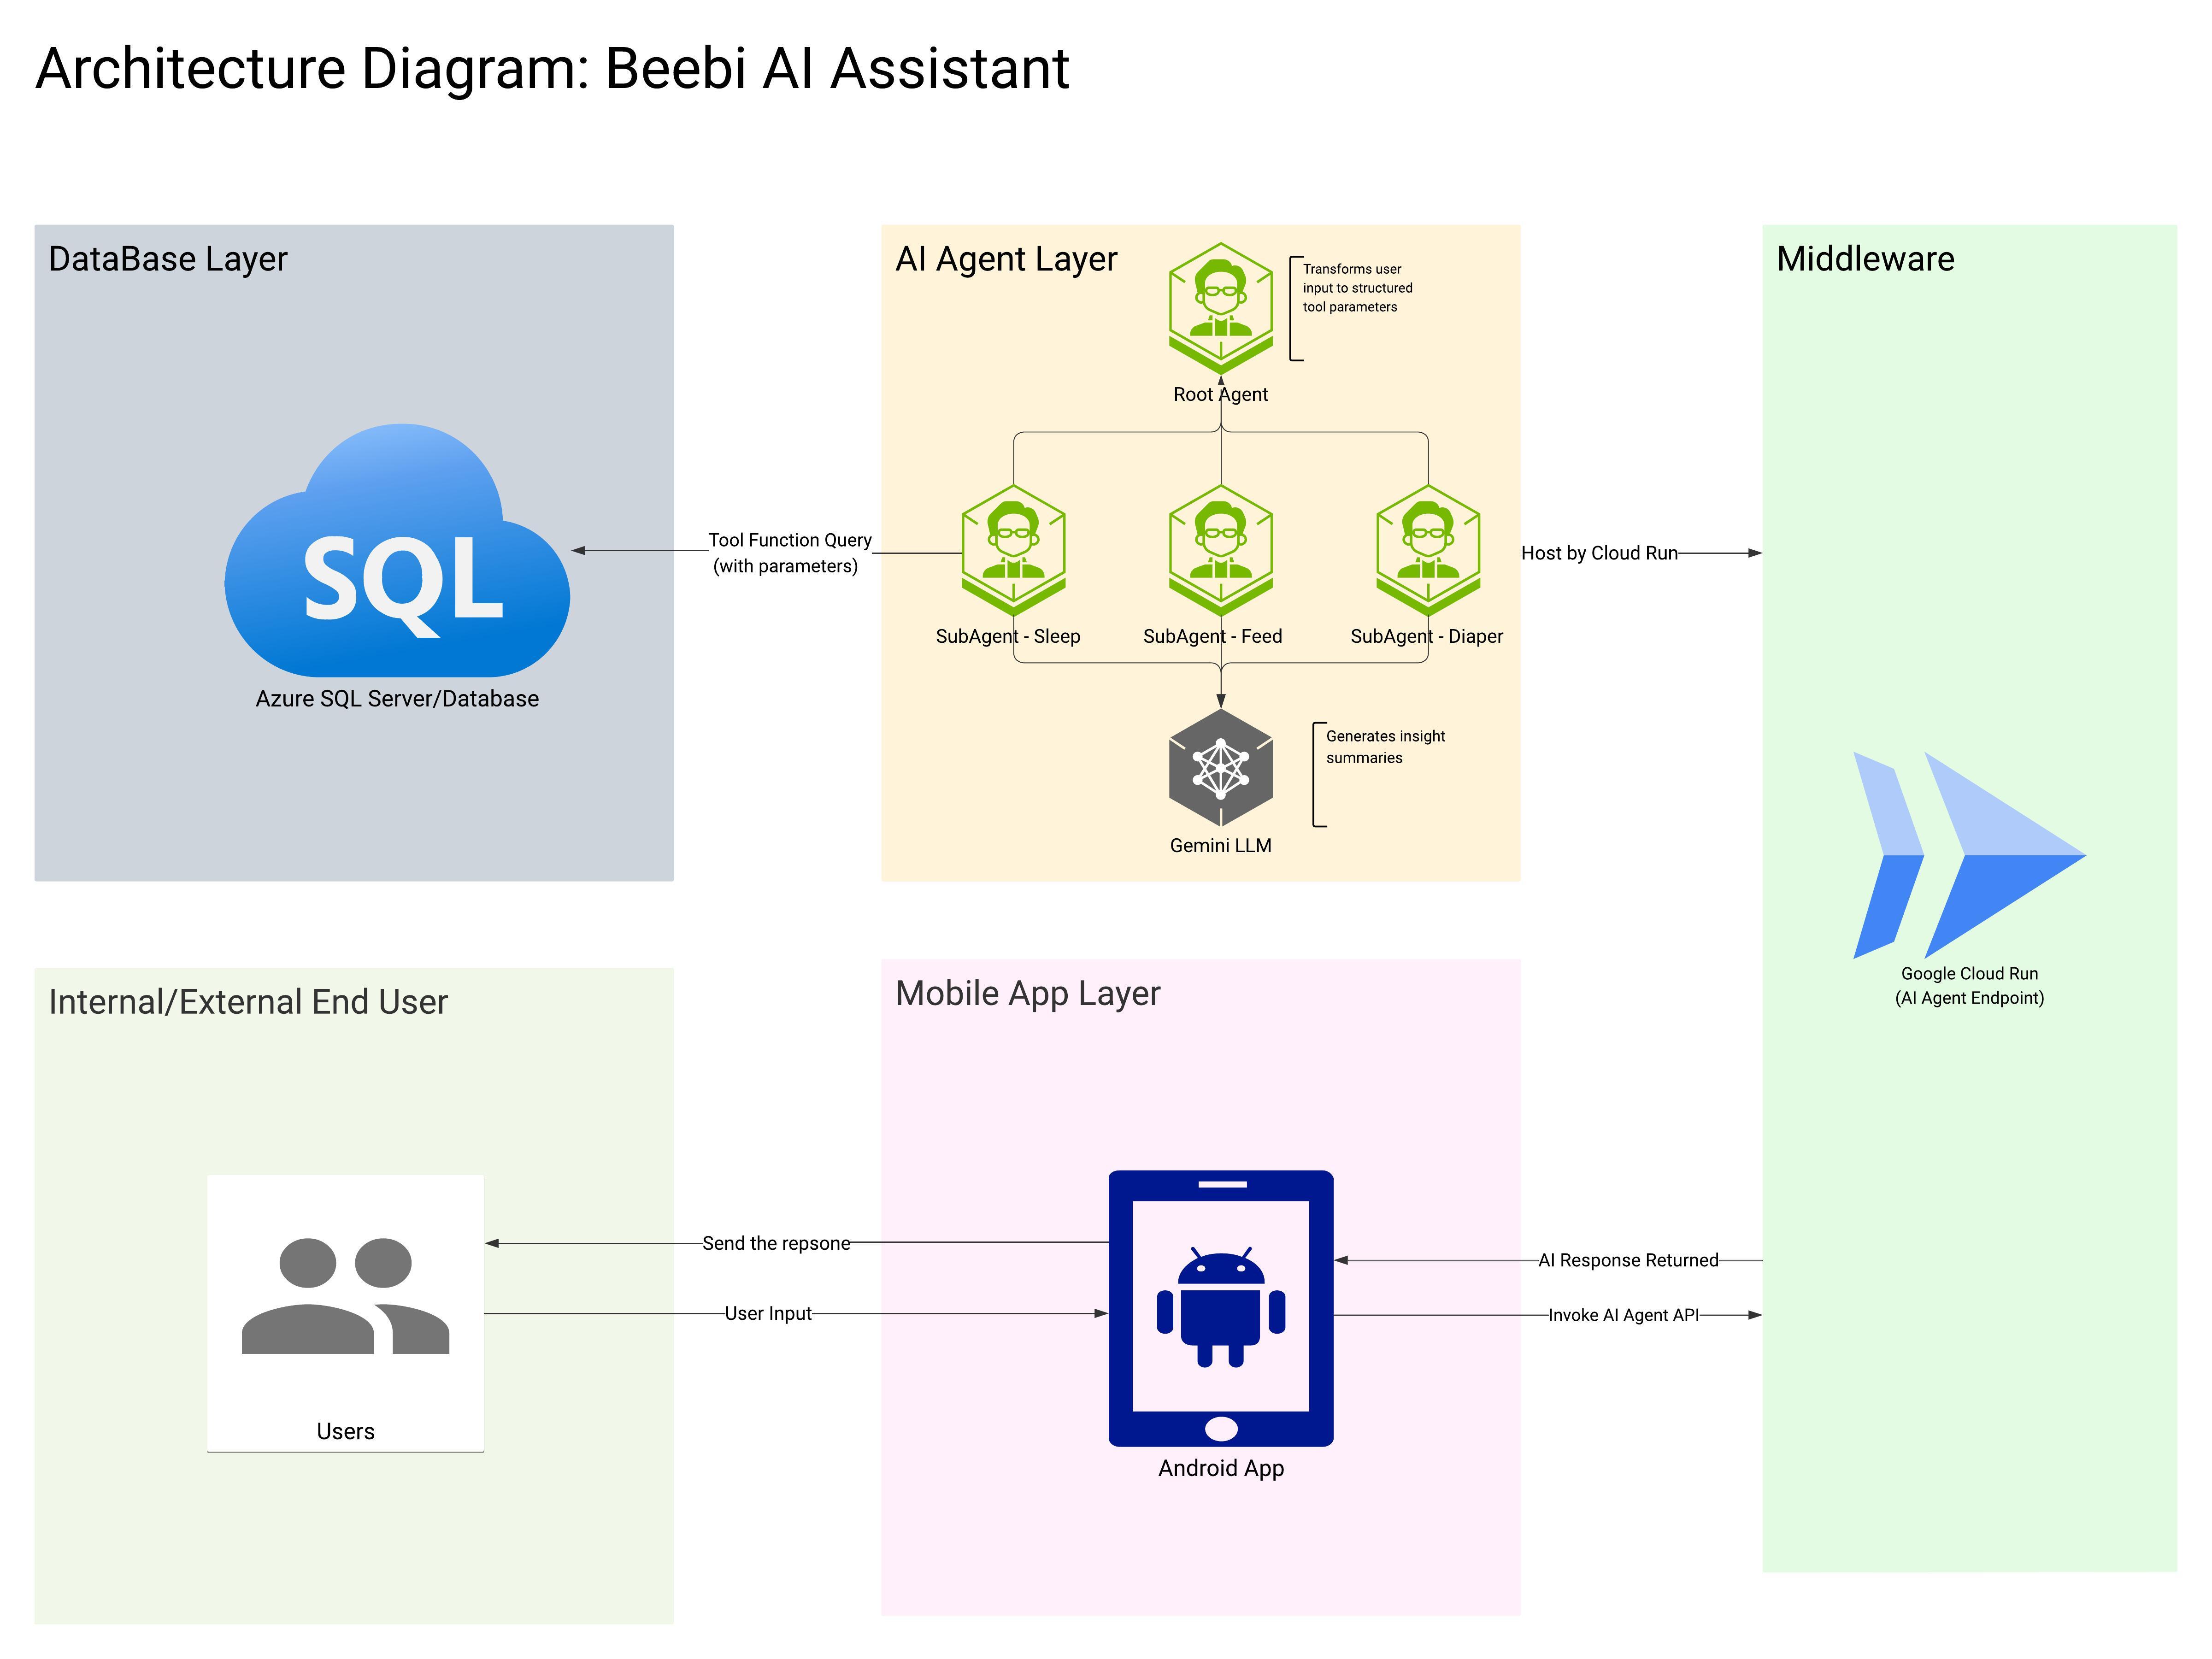 Architecture Diagram: Beebi AI Assistant
DataBase Layer
SQL
Azure SQL Server/Database
Tool Function Query
(with parameters)
AI Agent Layer
Transforms user
input to structured
tool parameters
Root Agent
SubAgent - Sleep
SubAgent - Feed
SubAgent - Diaper
Generates insight
summaries
Gemini LLM
Host by Cloud Run
Middleware
Google Cloud Run
(AI Agent Endpoint)
Internal/External End User
Users
Send the repsone
User Input
Mobile App Layer
Android App
AI Response Returned
Invoke AI Agent API